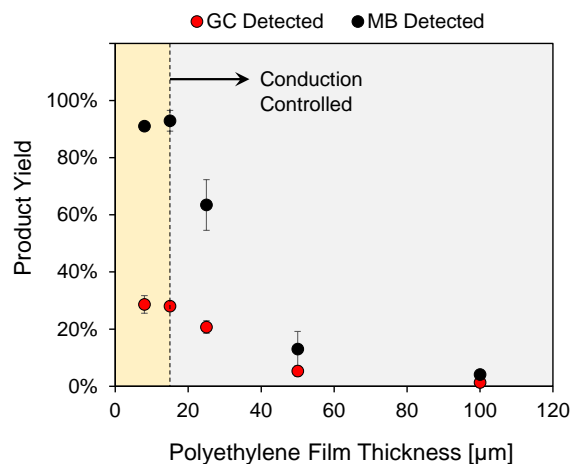 GC Detected MB Detected
Conduction
Controlled
100%
80%
60%
40%
20%
0%
Product Yield
0 20 40 60 80 100 120
Polyethylene Film Thickness [µm]